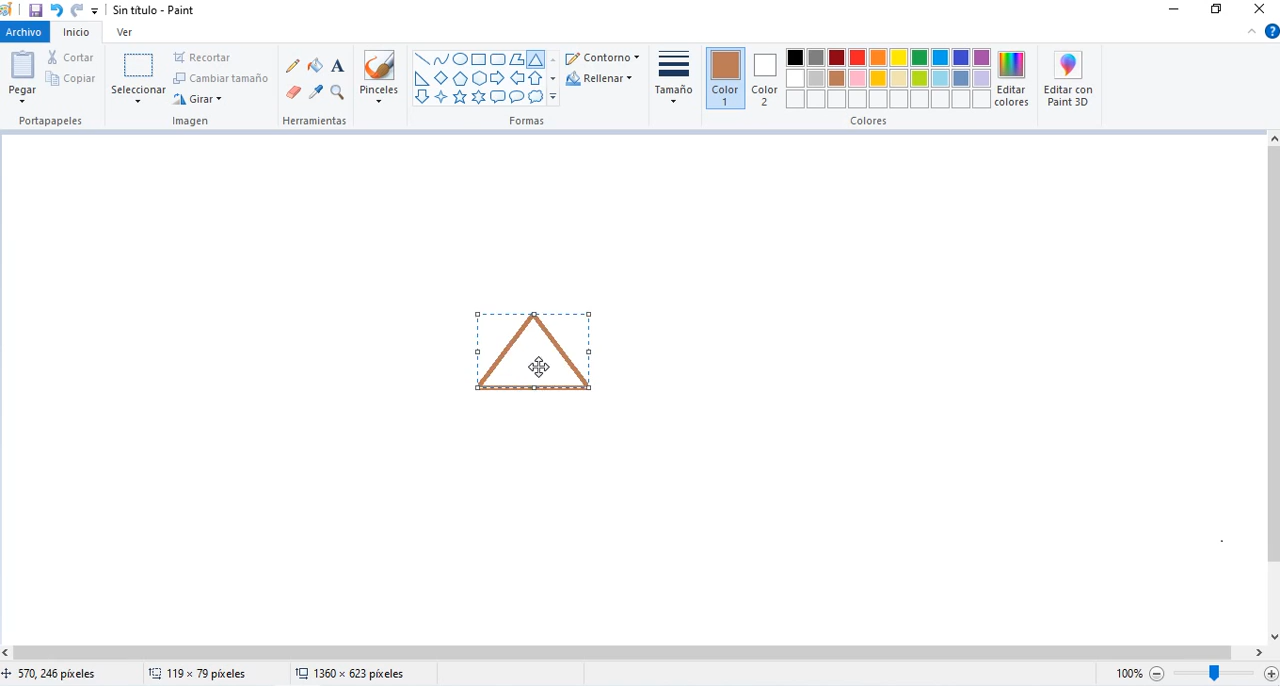 Sin título - Paint
Archivo Inicio Ver
Pegar
Cortar
Copiar
Portapapeles
Seleccionar
Recortar
Cambiar tamaño
Girar
Imagen
A
Herramientas
Pinceles
Contorno
Rellenar
Formas
Tamaño
Color 1
Color 2
Editar colores
Colores
Editar con Paint 3D
570, 246 píxeles 119 × 79 píxeles 1360 × 623 píxeles 100%